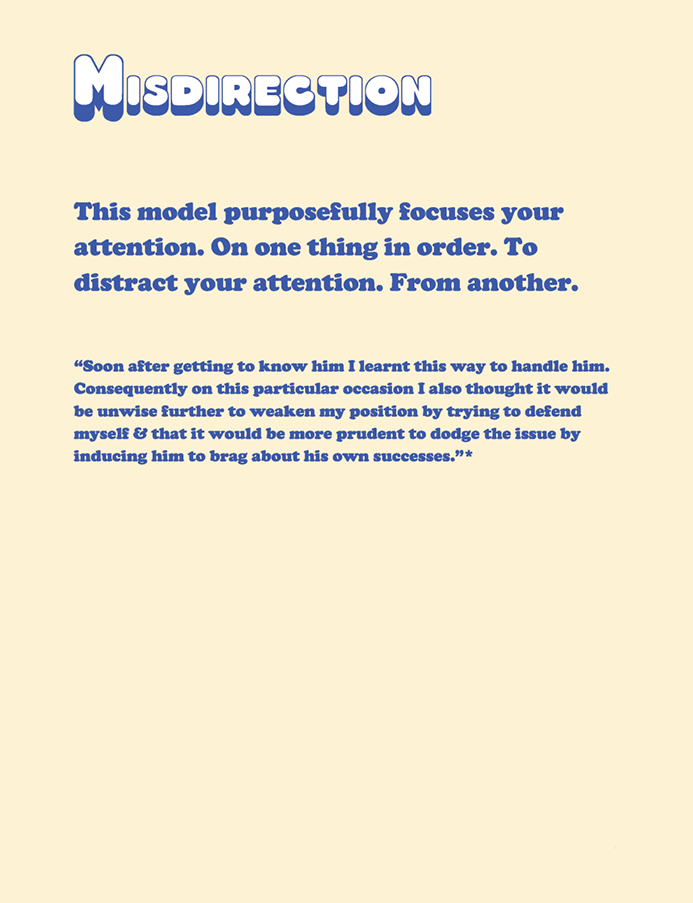 Misdirection
This model purposefully focuses your
attention. On one thing in order. To
distract your attention. From another.
“Soon after getting to know him I learnt this way to handle him.
Consequently on this particular occasion I also thought it would
be unwise further to weaken my position by trying to defend
myself & that it would be more prudent to dodge the issue by
inducing him to brag about his own successes.”*